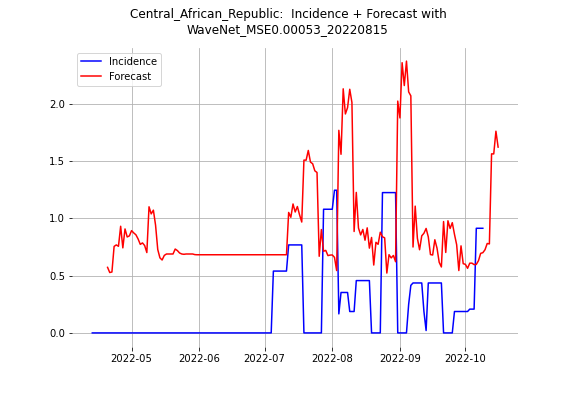 Central_African_Republic:  Incidence + Forecast with
WaveNet_MSE0.00053_20220815
Incidence
Forecast
2.0
1.5
1.0
0.5
0.0
2022-05 2022-06 2022-07 2022-08 2022-09 2022-10